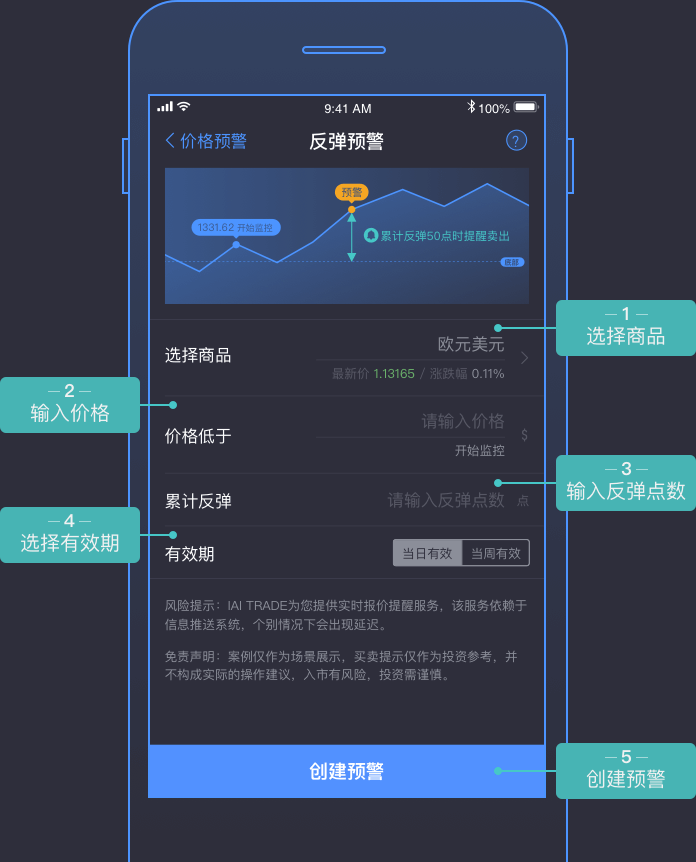 9:41 AM
100%
价格预警
反弹预警
?
预警
1331.62 开始监控
累计反弹50点时提醒卖出
底部
1
选择商品
选择商品
欧元美元
最新价 1.13165 / 涨跌幅 0.11%
2
输入价格
价格低于
请输入价格
$
开始监控
3
输入反弹点数
累计反弹
请输入反弹点数
点
4
选择有效期
有效期
当日有效
当周有效
风险提示：IAI TRADE为您提供实时报价提醒服务，该服务依赖于
信息推送系统，个别情况下会出现延迟。
免责声明：案例仅作为场景展示，买卖提示仅作为投资参考，并
不构成实际的操作建议，入市有风险，投资需谨慎。
5
创建预警
创建预警